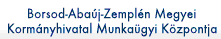 Borsod-Abaúj-Zemplén Megyei
Kormányhivatal Munkaügyi Központja